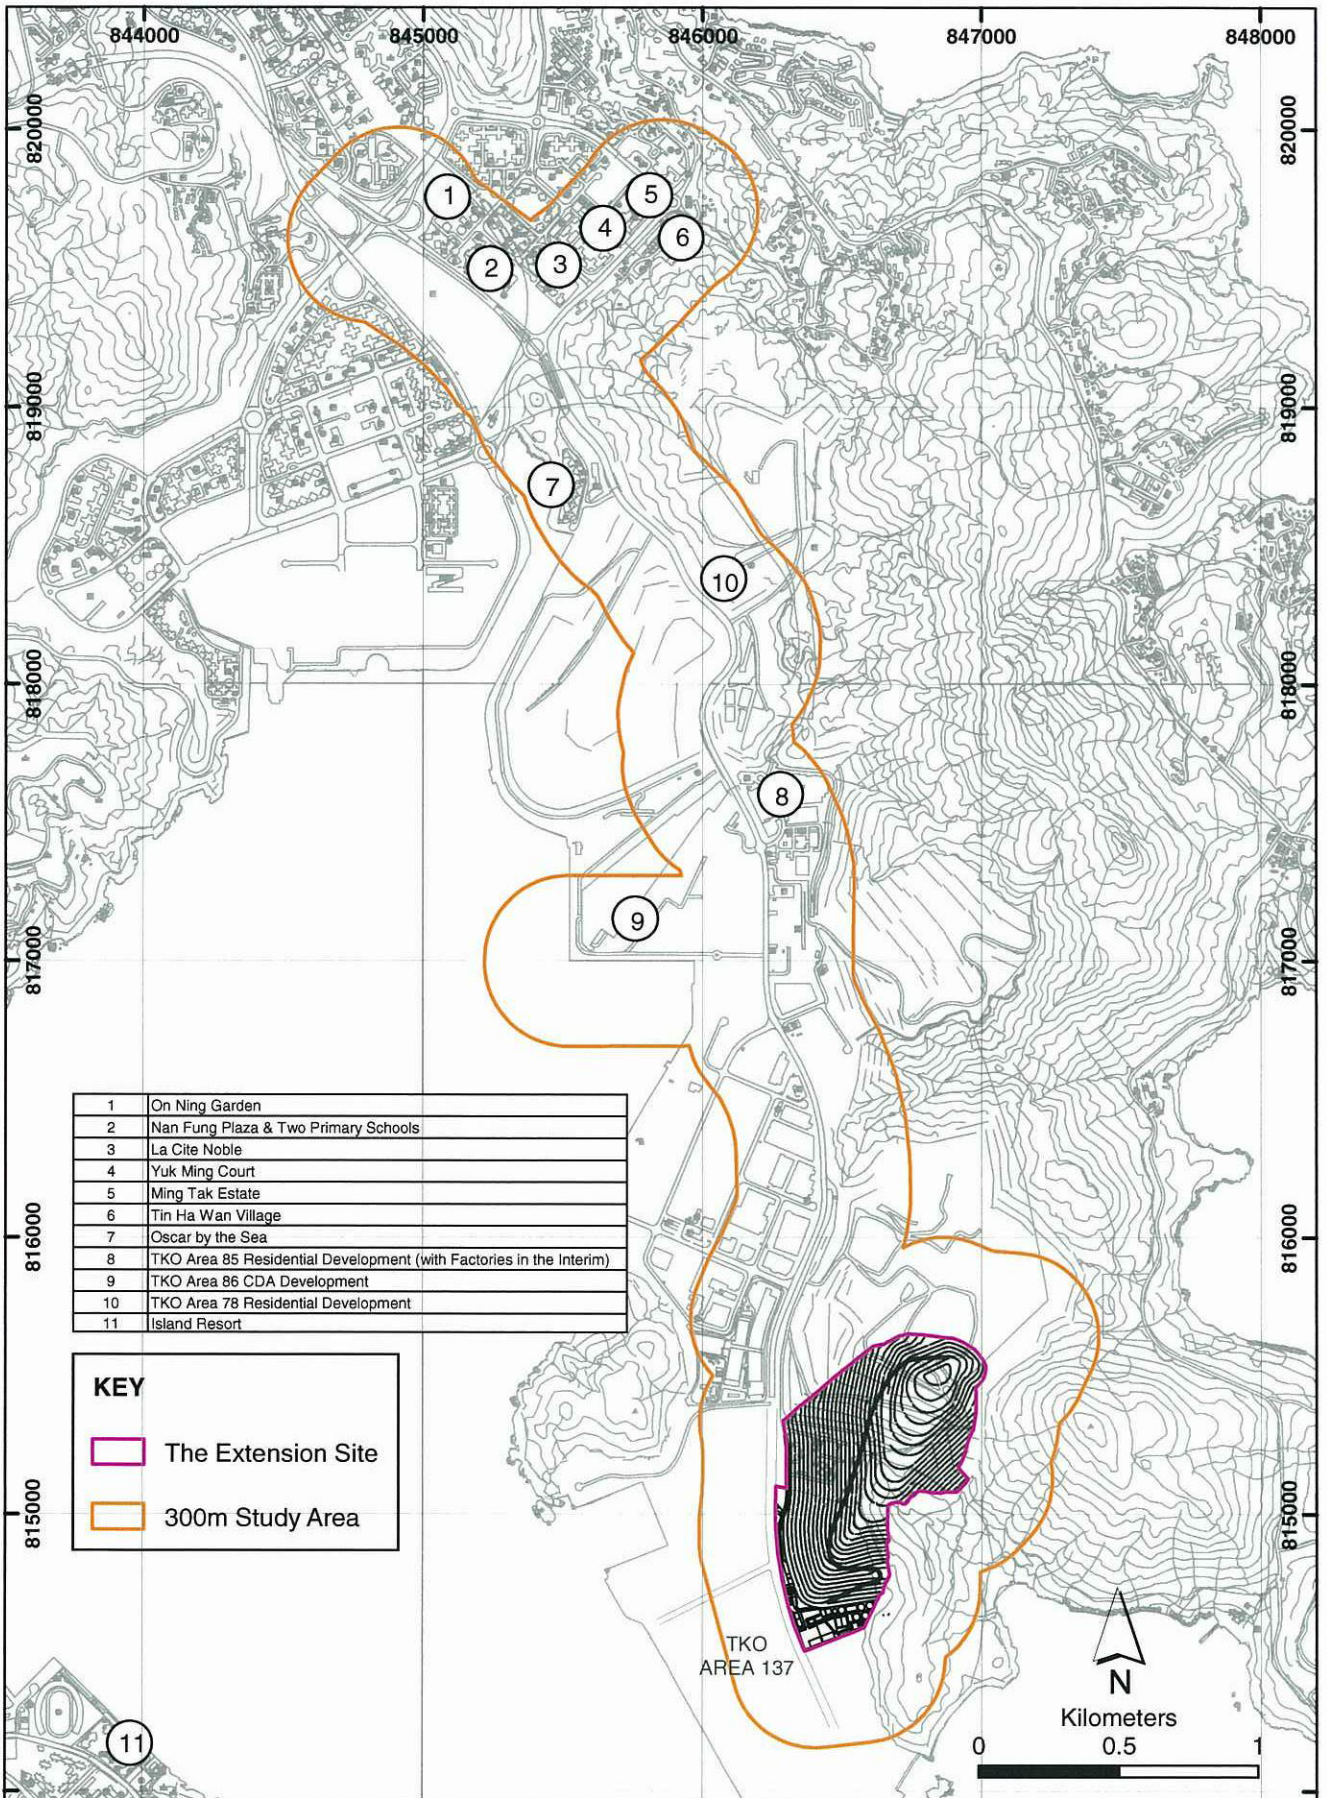 844000
845000
846000
847000
848000
820000
820000
1
5
4
6
3
2
819000
819000
7
10
818000
818000
8
9
817000
817000
1 On Ning Garden
2 Nan Fung Plaza & Two Primary Schools
3 La Cite Noble
4 Yuk Ming Court
5 Ming Tak Estate
6 Tin Ha Wan Village
7 Oscar by the Sea
8 TKO Area 85 Residential Development (with Factories in the Interim)
9 TKO Area 86 CDA Development
10 TKO Area 78 Residential Development
11 Island Resort
816000
816000
KEY
The Extension Site
300m Study Area
815000
815000
TKO
AREA 137
N
Kilometers
0 0.5 1
11